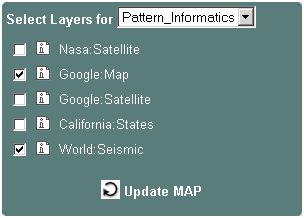 Select Layers for Pattern_Informatics
Nasa:Satellite
Google:Map
Google:Satellite
California:States
World:Seismic
Update MAP